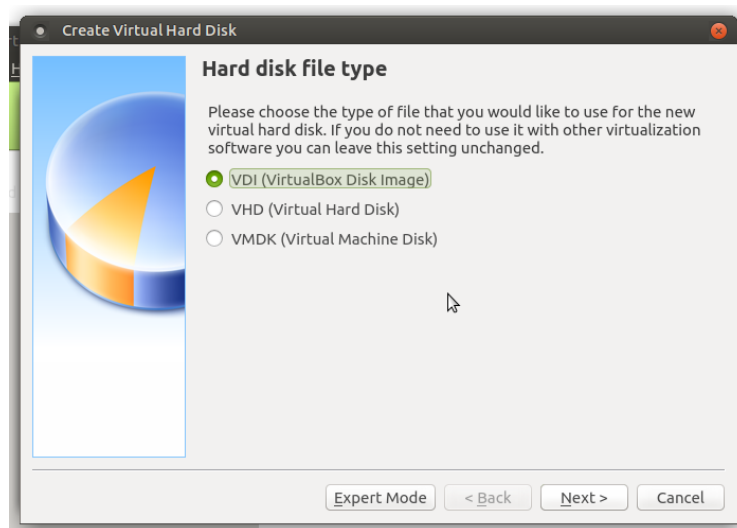 Create Virtual Hard Disk
Hard disk file type
Please choose the type of file that you would like to use for the new
virtual hard disk. If you do not need to use it with other virtualization
software you can leave this setting unchanged.
VDI (VirtualBox Disk Image)
VHD (Virtual Hard Disk)
VMDK (Virtual Machine Disk)
Expert Mode
< Back
Next >
Cancel